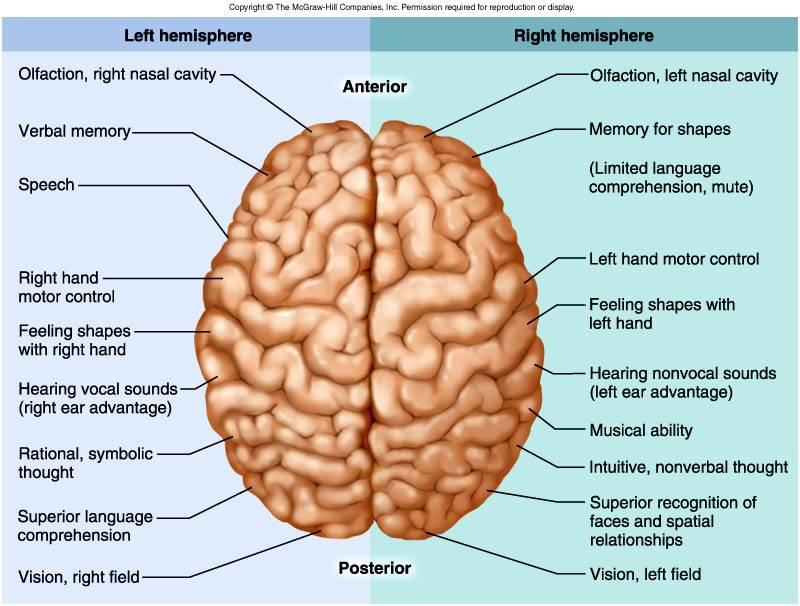 Copyright © The McGraw-Hill Companies, Inc. Permission required for reproduction or display.
Left hemisphere
Right hemisphere
Anterior
Olfaction, right nasal cavity
Verbal memory
Speech
Right hand
motor control
Feeling shapes
with right hand
Hearing vocal sounds
(right ear advantage)
Rational, symbolic
thought
Superior language
comprehension
Vision, right field
Olfaction, left nasal cavity
Memory for shapes
(Limited language
comprehension, mute)
Left hand motor control
Feeling shapes with
left hand
Hearing nonvocal sounds
(left ear advantage)
Musical ability
Intuitive, nonverbal thought
Superior recognition of
faces and spatial
relationships
Vision, left field
Posterior